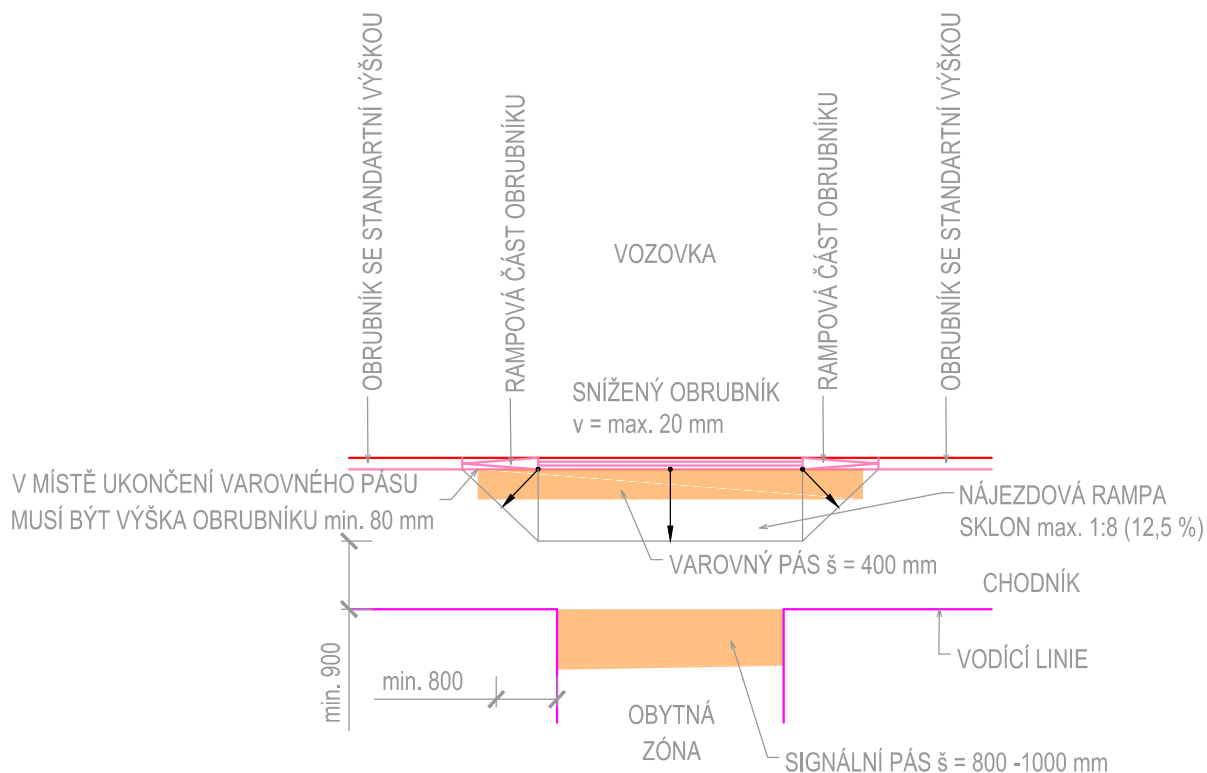 OBRUBNÍK SE STANDARTNÍ VÝŠKOU
RAMPOVÁ ČÁST OBRUBNÍKU
RAMPOVÁ ČÁST OBRUBNÍKU
OBRUBNÍK SE STANDARTNÍ VÝŠKOU
VOZOVKA
SNÍŽENÝ OBRUBNÍK
v = max. 20 mm
V MÍSTĚ UKONČENÍ VAROVNÉHO PÁSU
MUSÍ BÝT VÝŠKA OBRUBNÍKU min. 80 mm
NÁJEZDOVÁ RAMPA
SKLON max. 1:8 (12,5 %)
VAROVNÝ PÁS š = 400 mm
CHODNÍK
VODÍCÍ LINIE
min. 900
min. 800
OBYTNÁ
ZÓNA
SIGNÁLNÍ PÁS š = 800 -1000 mm